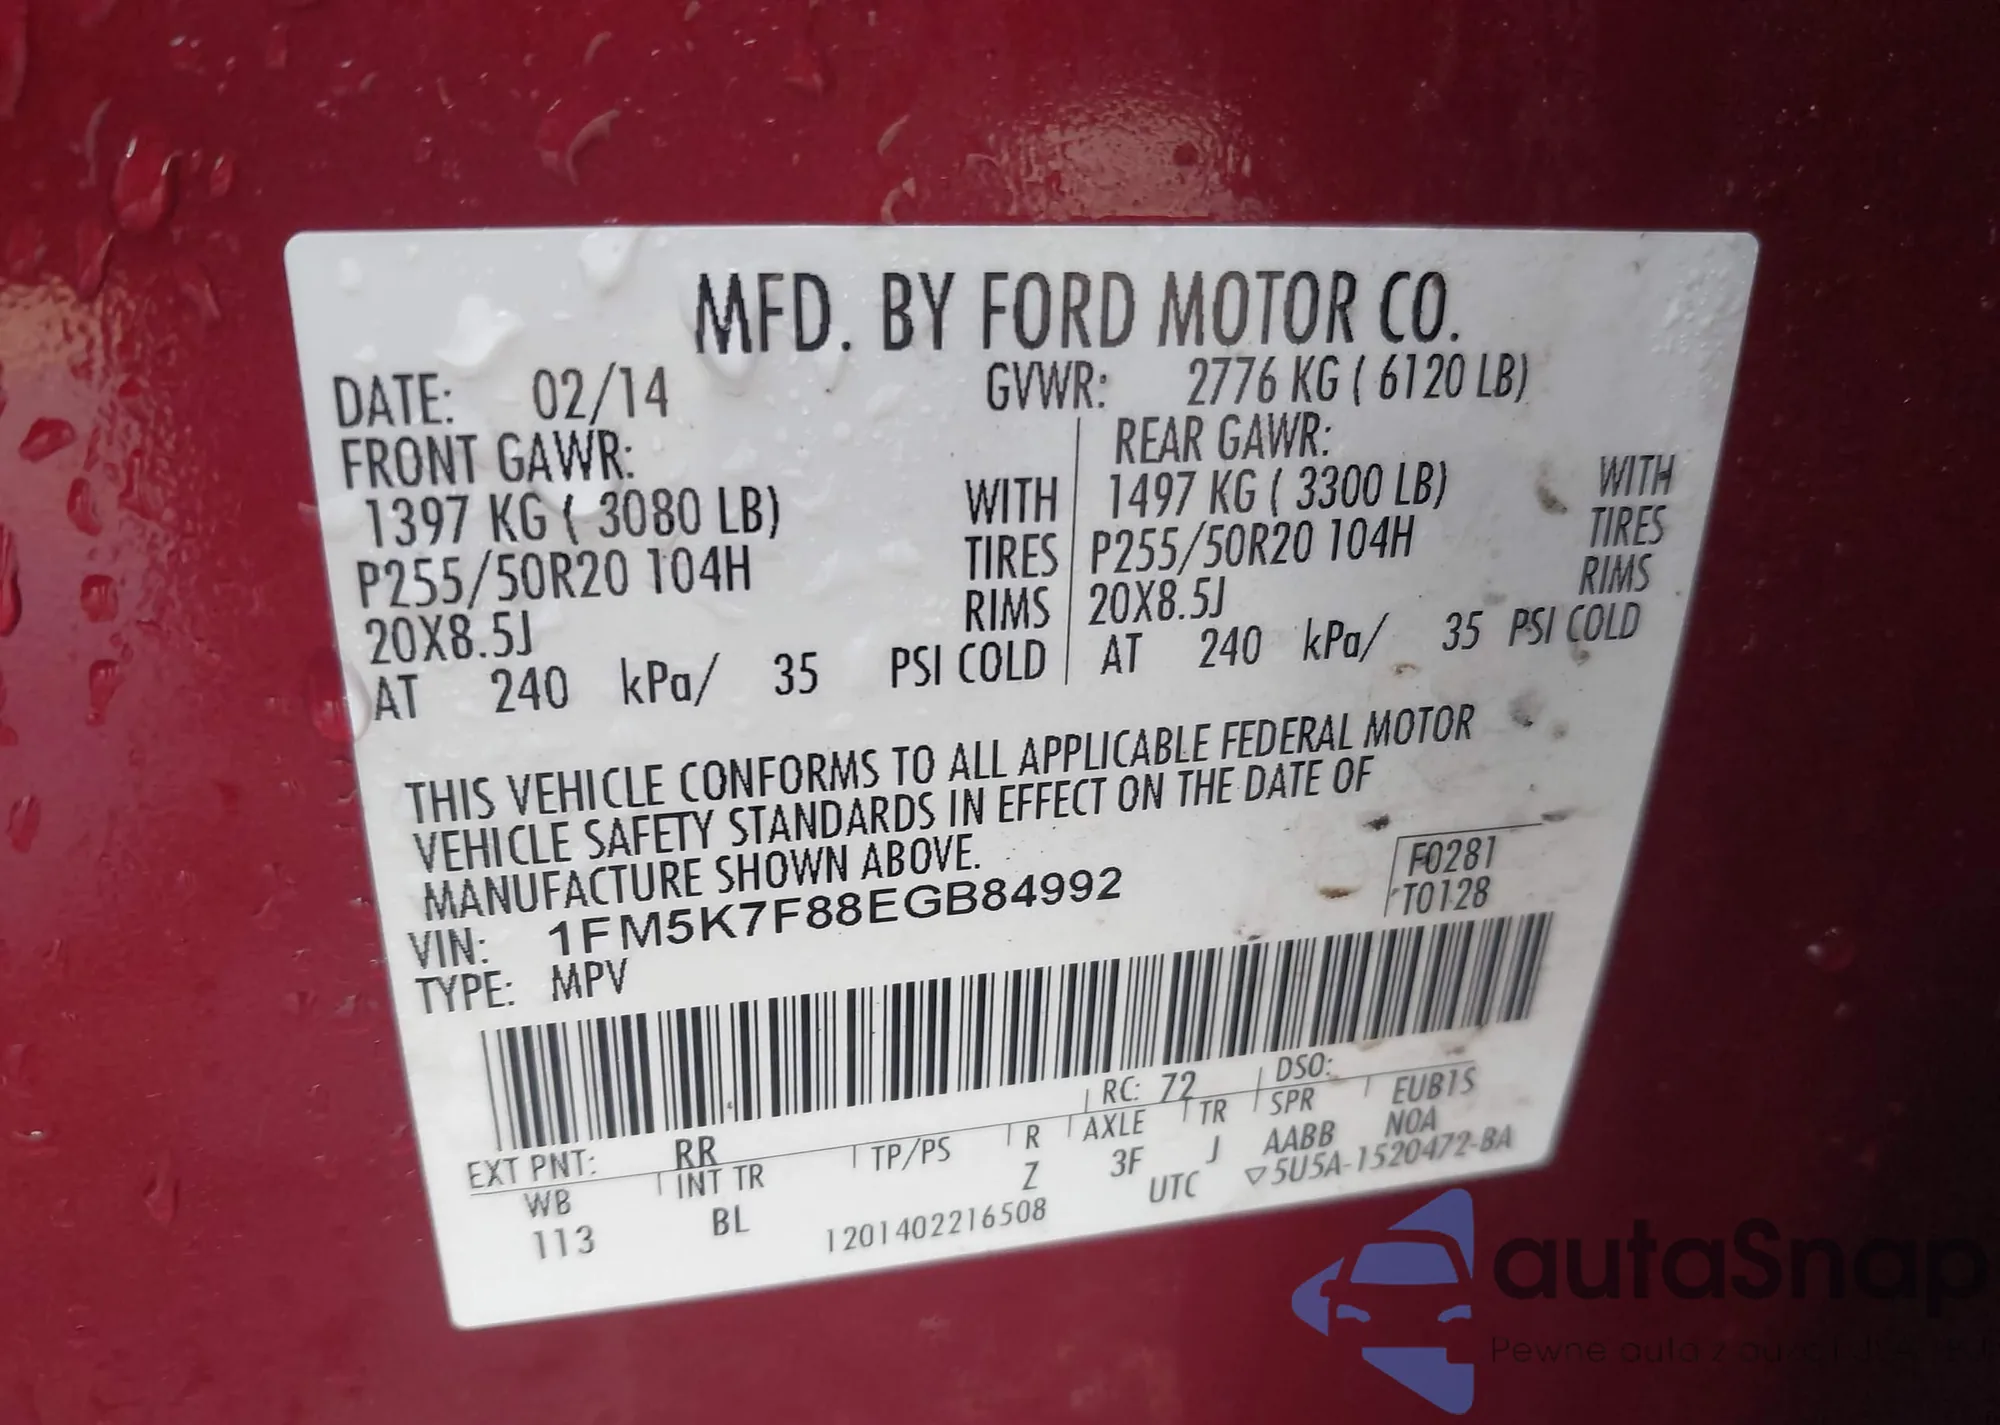 MFD. BY FORD MOTOR CO.
DATE: 02/14 GVWR: 2776 KG ( 6120 LB)
FRONT GAWR: REAR GAWR:
1397 KG ( 3080 LB) WITH 1497 KG ( 3300 LB) WITH
P255/50R20 104H TIRES P255/50R20 104H TIRES
20X8.5J RIMS 20X8.5J RIMS
AT 240 kPa/ 35 PSI COLD AT 240 kPa/ 35 PSI COLD
THIS VEHICLE CONFORMS TO ALL APPLICABLE FEDERAL MOTOR
VEHICLE SAFETY STANDARDS IN EFFECT ON THE DATE OF
MANUFACTURE SHOWN ABOVE.
F0281
VIN: 1FM5K7F88EGB84992
T0128
TYPE: MPV
RC: 72 DSO:
EXT PNT: RR EUB1S
WB INT TR TP/PS R AXLE TR SPR NOA
113 BL Z 3F J AABB
1201402216508 UTC ▽5U5A-1520472-BA
autaSnap
Pewne auto z